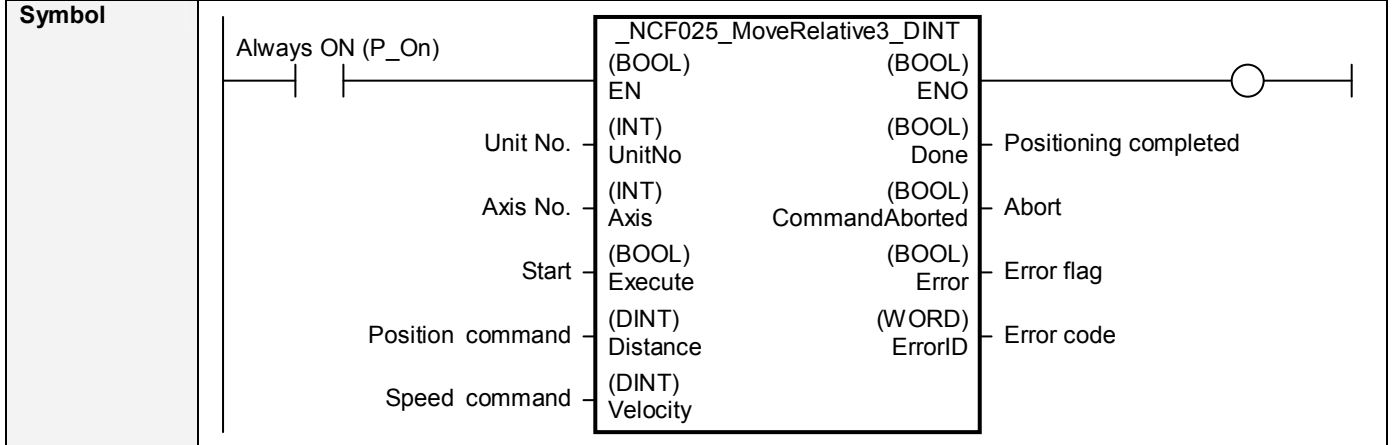 Symbol
Always ON (P_On)
_NCF025_MoveRelative3_DINT
(BOOL) (BOOL)
EN ENO
(INT) (BOOL)
Unit No. UnitNo Done Positioning completed
(INT) (BOOL)
Axis No. Axis CommandAborted Abort
(BOOL) (BOOL)
Start Execute Error Error flag
(DINT) (WORD)
Position command Distance ErrorID Error code
(DINT)
Speed command Velocity